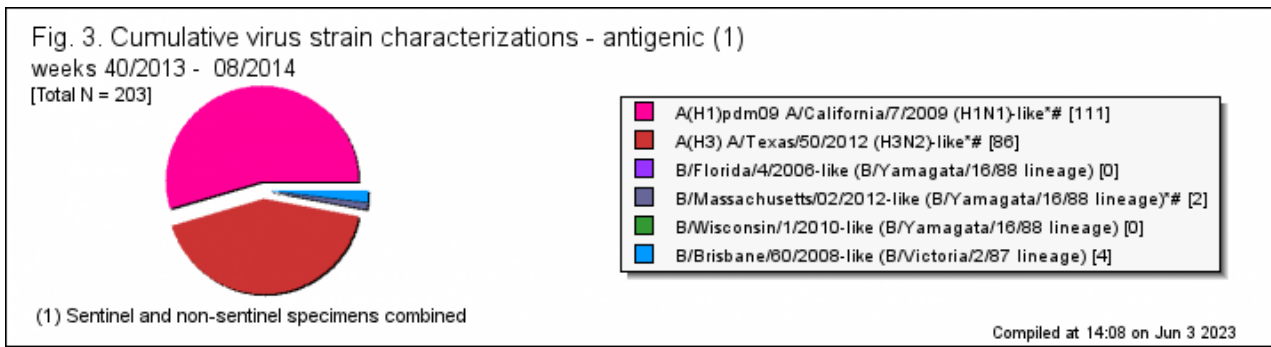 Fig. 3. Cumulative virus strain characterizations - antigenic (1)
weeks 40/2013 - 08/2014
[Total N = 203]
A(H1)pdm09 A/California/7/2009 (H1N1)-like*# [111]
A(H3) A/Texas/50/2012 (H3N2)-like*# [86]
B/Florida/4/2006-like (B/Yamagata/16/88 lineage) [0]
B/Massachusetts/02/2012-like (B/Yamagata/16/88 lineage)*# [2]
B/Wisconsin/1/2010-like (B/Yamagata/16/88 lineage) [0]
B/Brisbane/60/2008-like (B/Victoria/2/87 lineage) [4]
(1) Sentinel and non-sentinel specimens combined
Compiled at 14:08 on Jun 3 2023